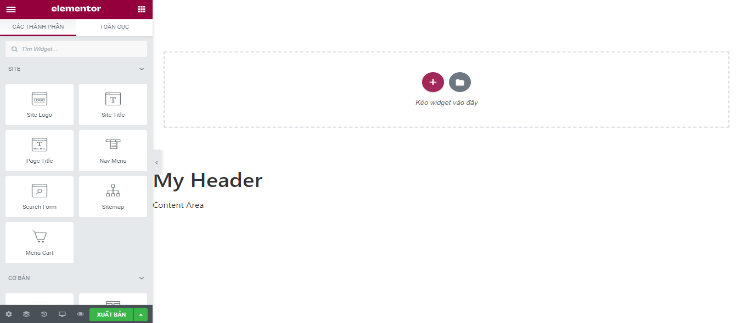 elementor
CÁC THÀNH PHẦN
TOÀN CỤC
Tìm Widget...
SITE
Site Logo
Site Title
Page Title
Nav Menu
Search Form
Sitemap
Menu Cart
CƠ BẢN
XUẤT BẢN
Kéo widget vào đây
My Header
Content Area